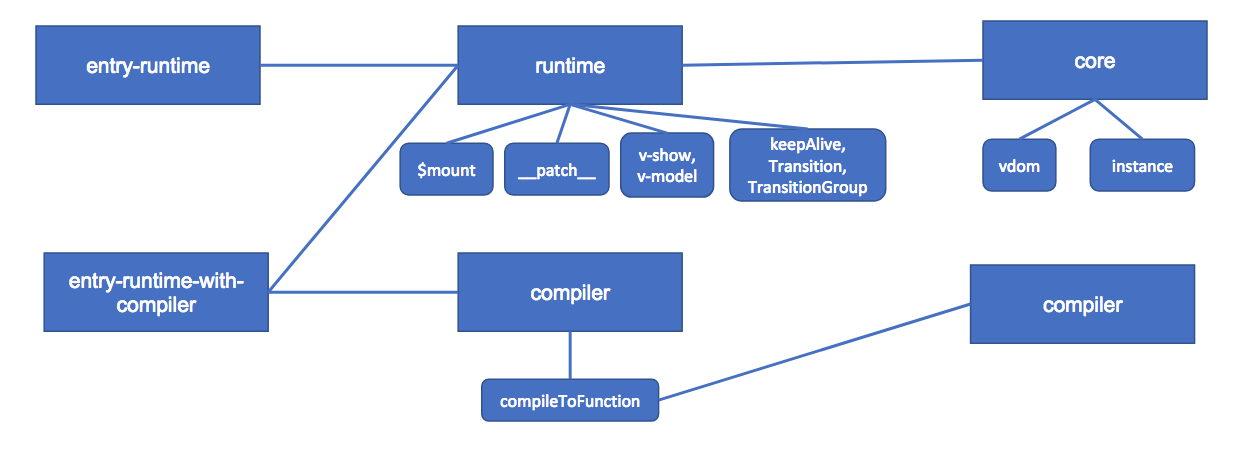 entry-runtime
runtime
core
$mount
__patch__
v-show,
v-model
keepAlive,
Transition,
TransitionGroup
vdom
instance
entry-runtime-with-
compiler
compiler
compiler
compileToFunction